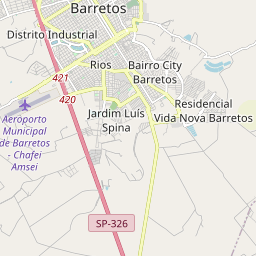 Barretos
Distrito Industrial
Rios
Bairro City
Barretos
421
420
Residencial
Vida Nova Barretos
Jardim Luís
Spina
Aeroporto
Municipal
de Barretos
- Chafei
Amsei
SP-326